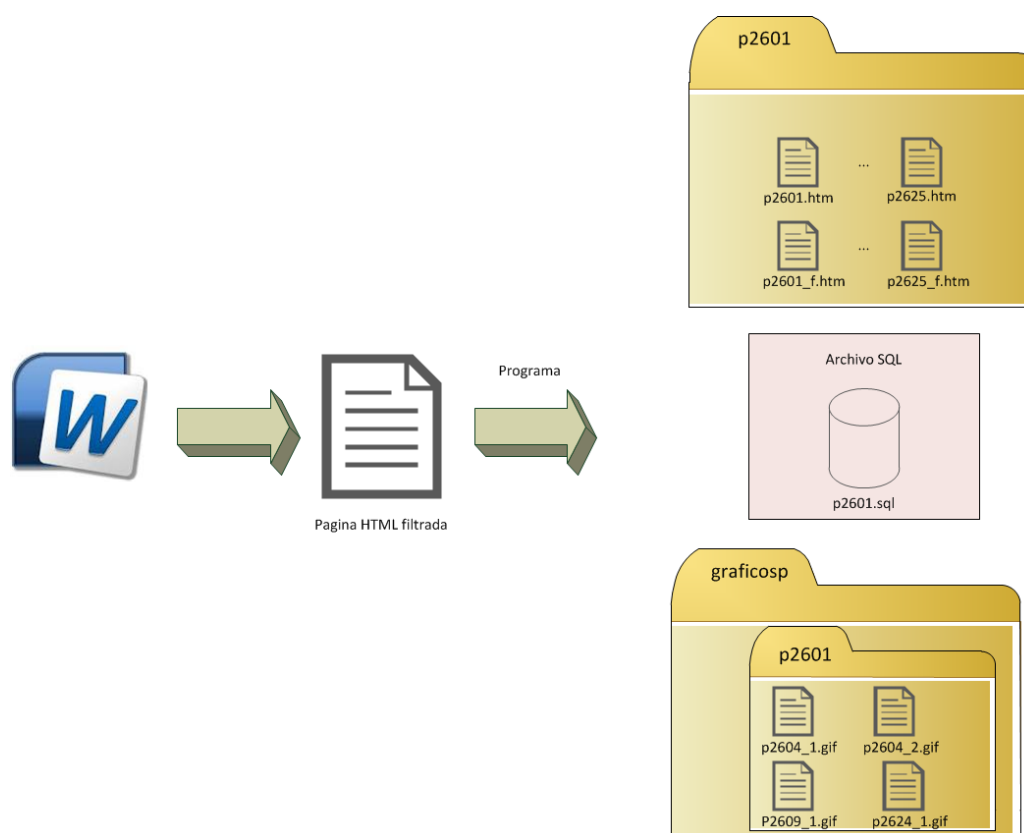 p2601
...
p2601.htm
p2625.htm
...
p2601_f.htm
p2625_f.htm
W
Pagina HTML filtrada
Programa
Archivo SQL
p2601.sql
graficosp
p2601
p2604_1.gif
p2604_2.gif
P2609_1.gif
p2624_1.gif